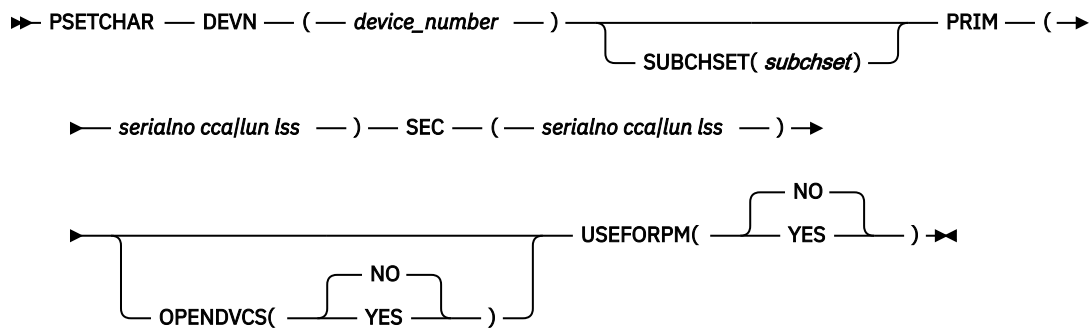 PSETCHAR DEVN ( device_number ) PRIM (
SUBCHSET( subchset)
serialno cca/lun lss ) SEC ( serialno cca/lun lss )
NO
USEFORPM( YES )
NO
OPENDVCS( YES )